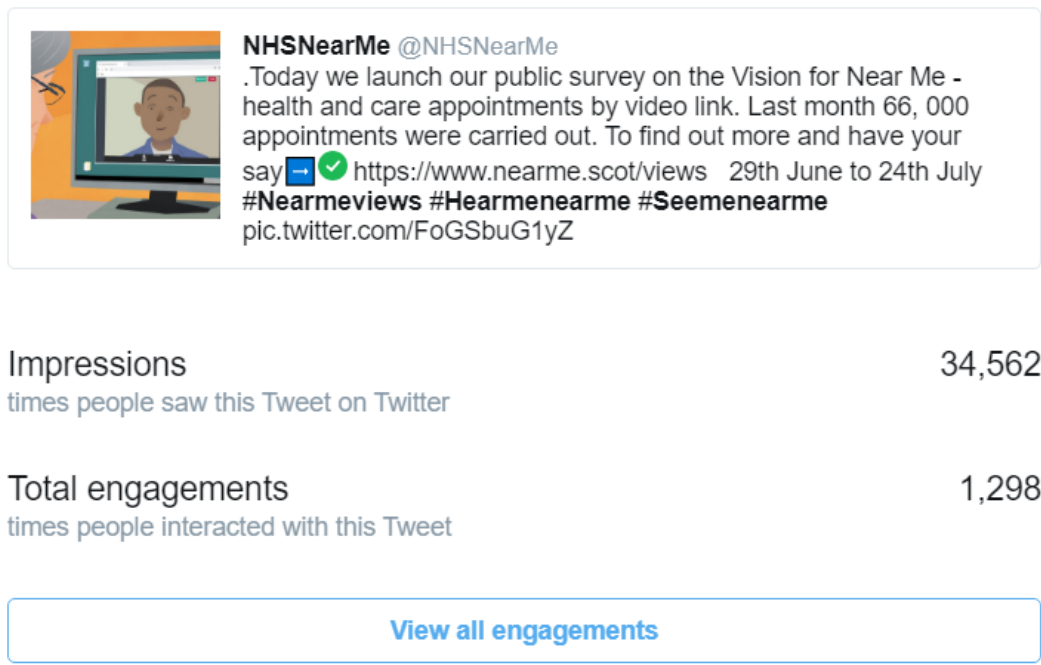 NHSNearMe @NHSNearMe
.Today we launch our public survey on the Vision for Near Me -
health and care appointments by video link. Last month 66, 000
appointments were carried out. To find out more and have your
say➡️✅ https://www.nearme.scot/views 29th June to 24th July
#Nearmeviews #Hearmenearme #Seemenearme
pic.twitter.com/FoGSbuG1yZ
Impressions 34,562
times people saw this Tweet on Twitter
Total engagements 1,298
times people interacted with this Tweet
View all engagements